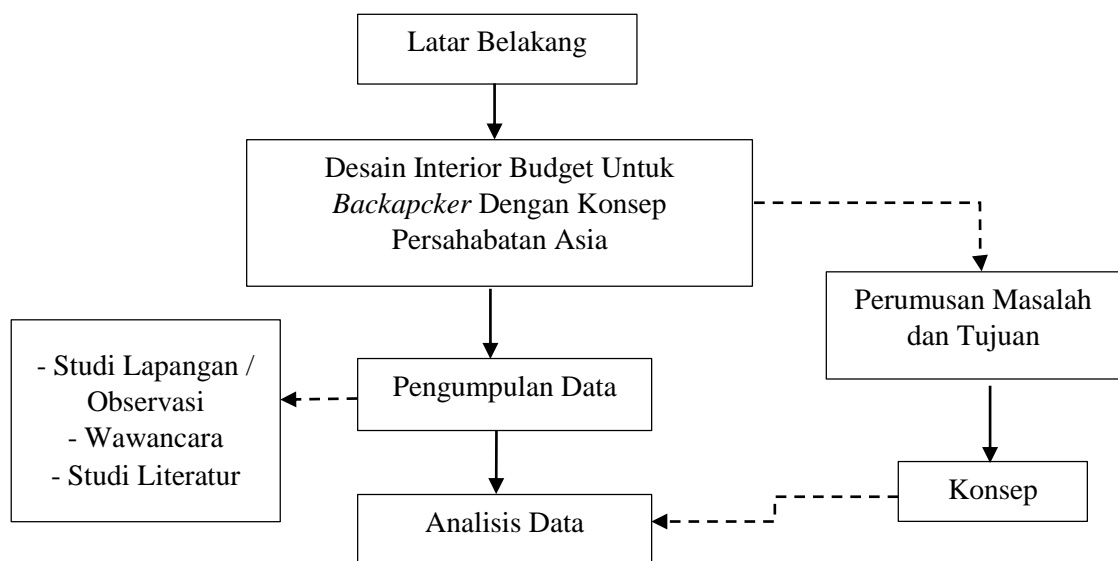 Latar Belakang
Desain Interior Budget Untuk
Backapcker Dengan Konsep
Persahabatan Asia
Perumusan Masalah
dan Tujuan
- Studi Lapangan /
Observasi
- Wawancara
- Studi Literatur
Pengumpulan Data
Konsep
Analisis Data